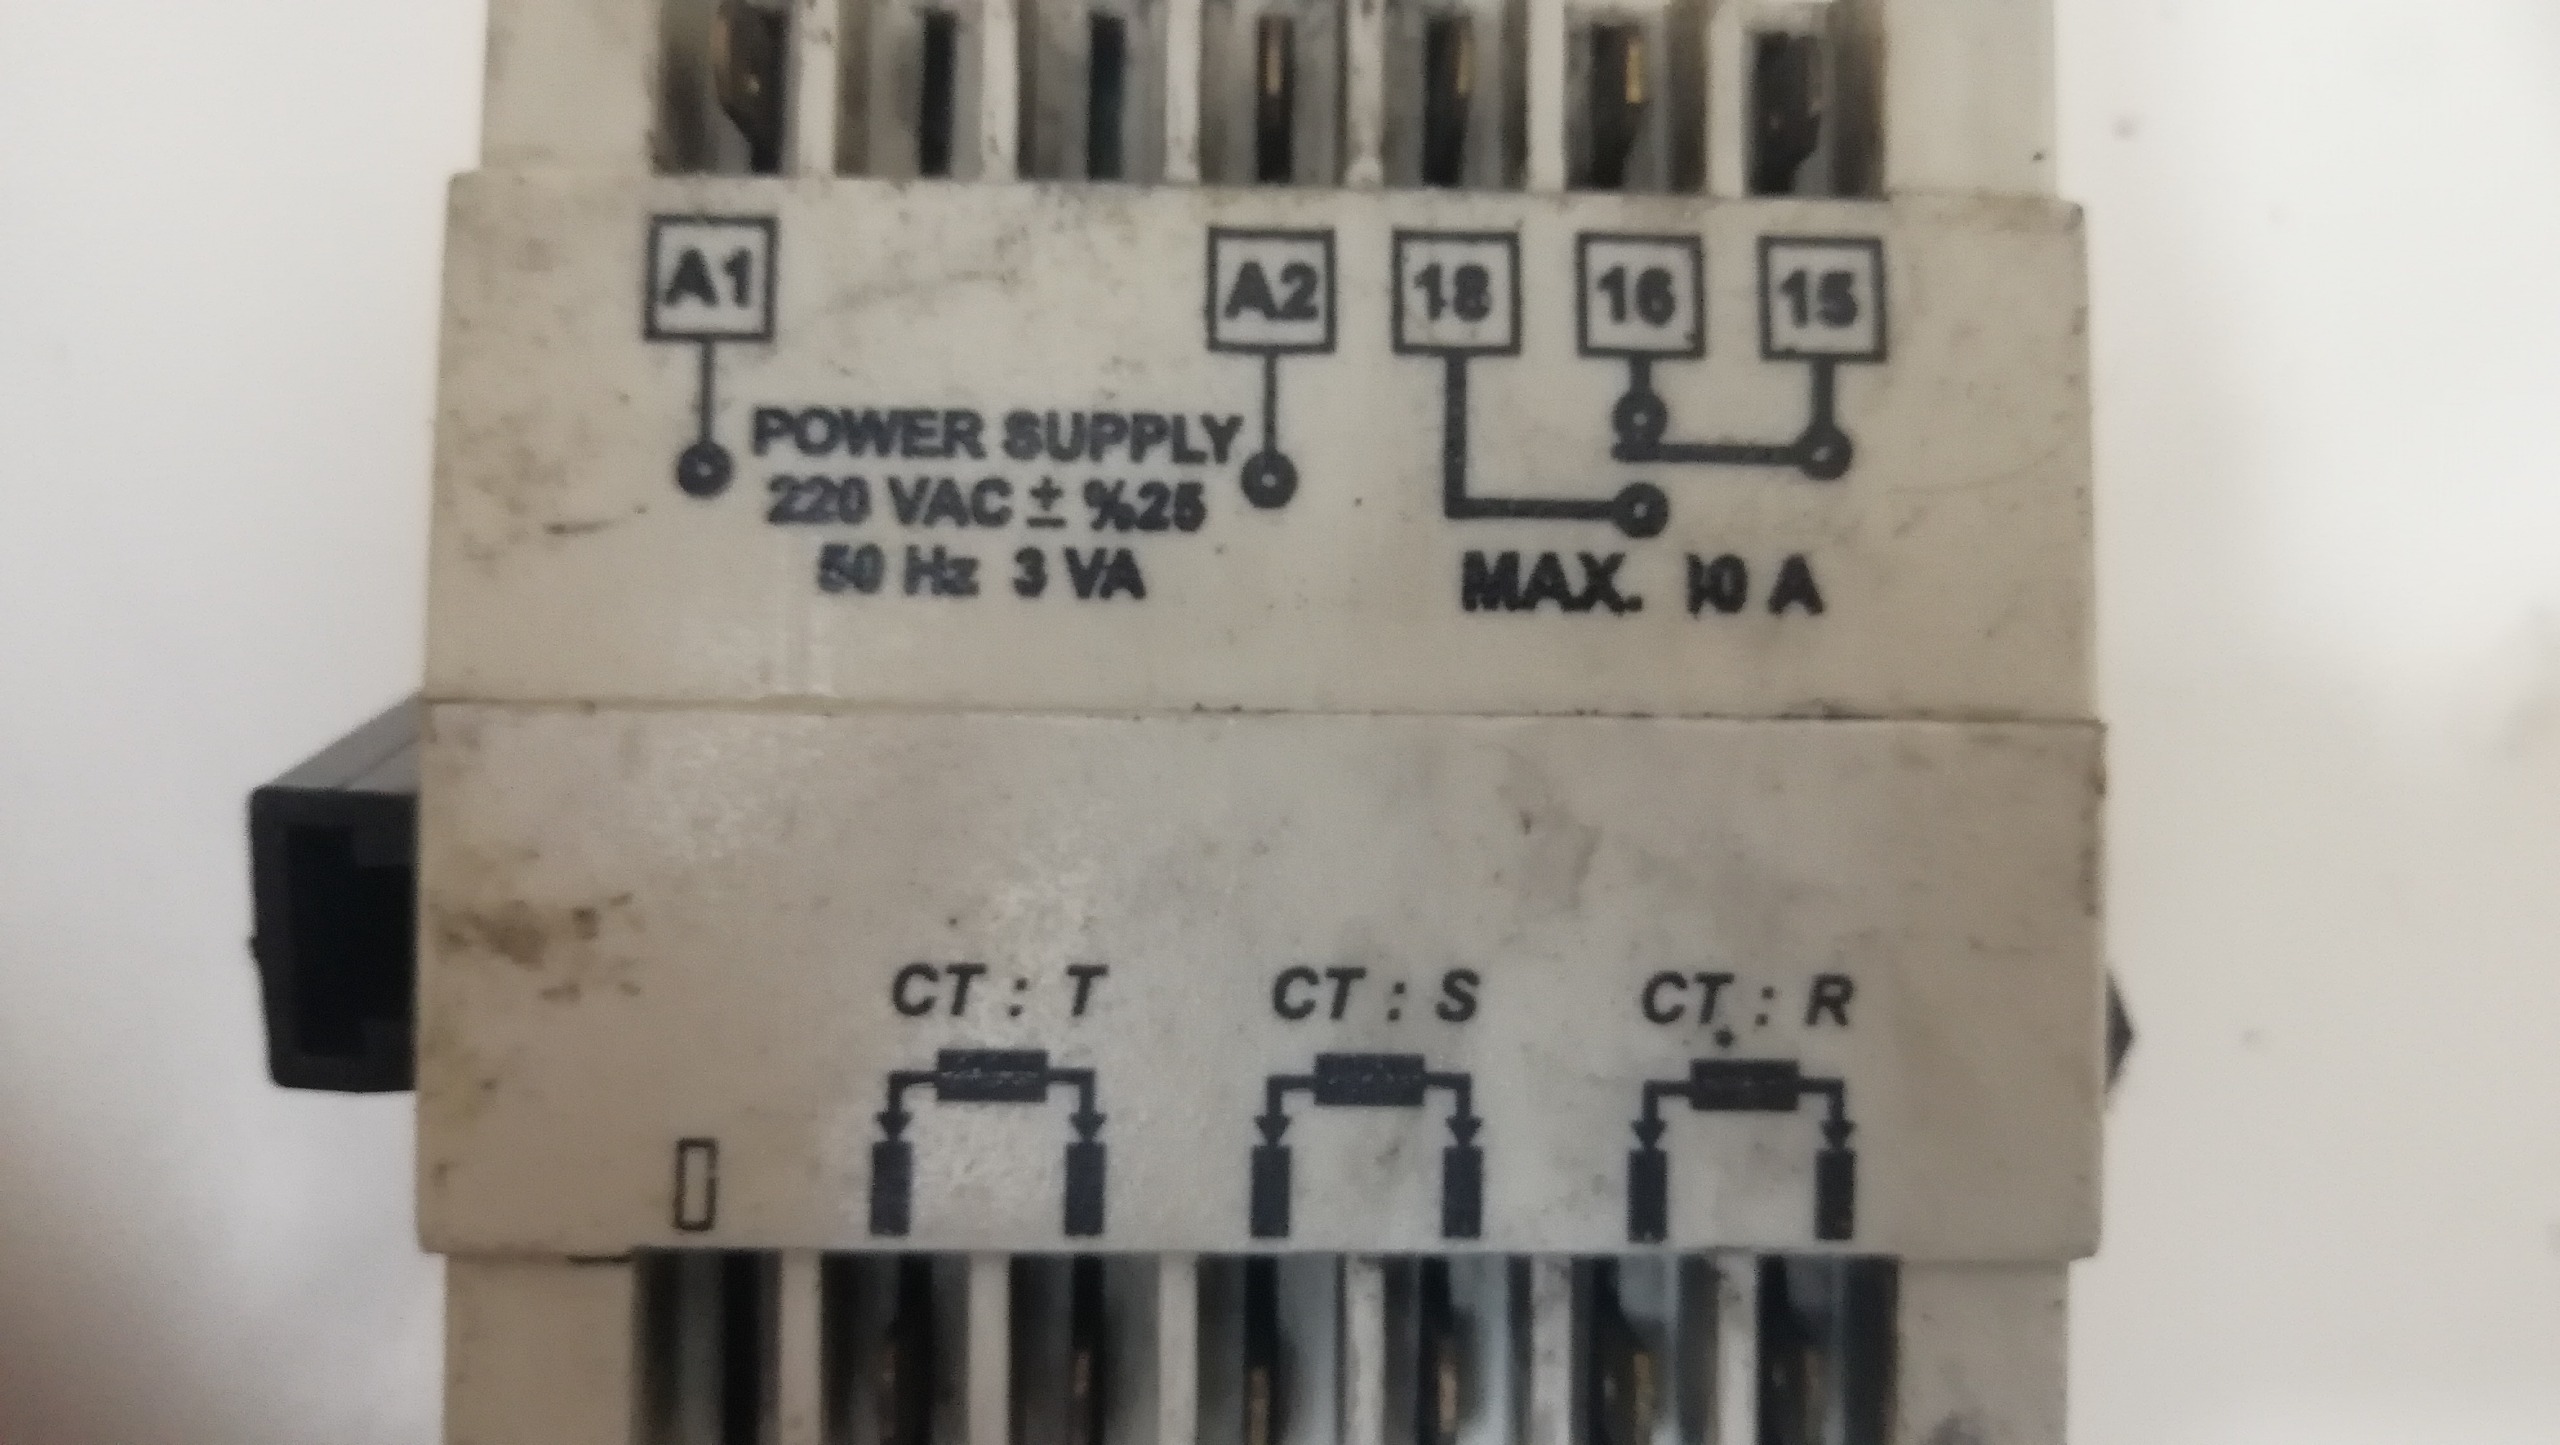 A1 A2 18 16 15
POWER SUPPLY
220 VAC ± %25
50 Hz 3 VA
MAX. 10 A
CT : T CT : S CT : R